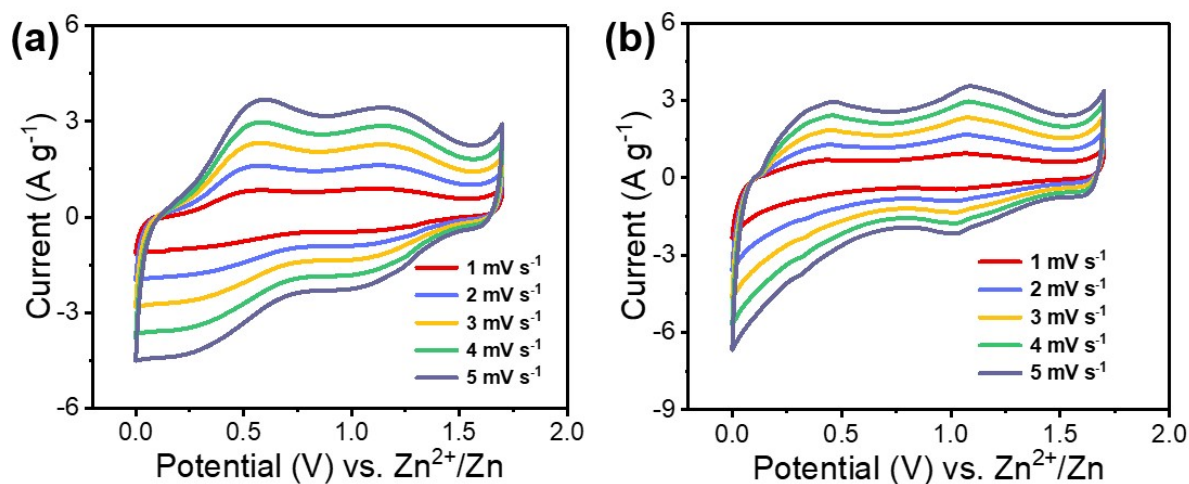 (a)
Current (A g⁻¹)
6
3
0
-3
-6
1 mV s⁻¹
2 mV s⁻¹
3 mV s⁻¹
4 mV s⁻¹
5 mV s⁻¹
0.0 0.5 1.0 1.5 2.0
Potential (V) vs. Zn²⁺/Zn
(b)
Current (A g⁻¹)
6
3
0
-3
-6
-9
1 mV s⁻¹
2 mV s⁻¹
3 mV s⁻¹
4 mV s⁻¹
5 mV s⁻¹
0.0 0.5 1.0 1.5 2.0
Potential (V) vs. Zn²⁺/Zn